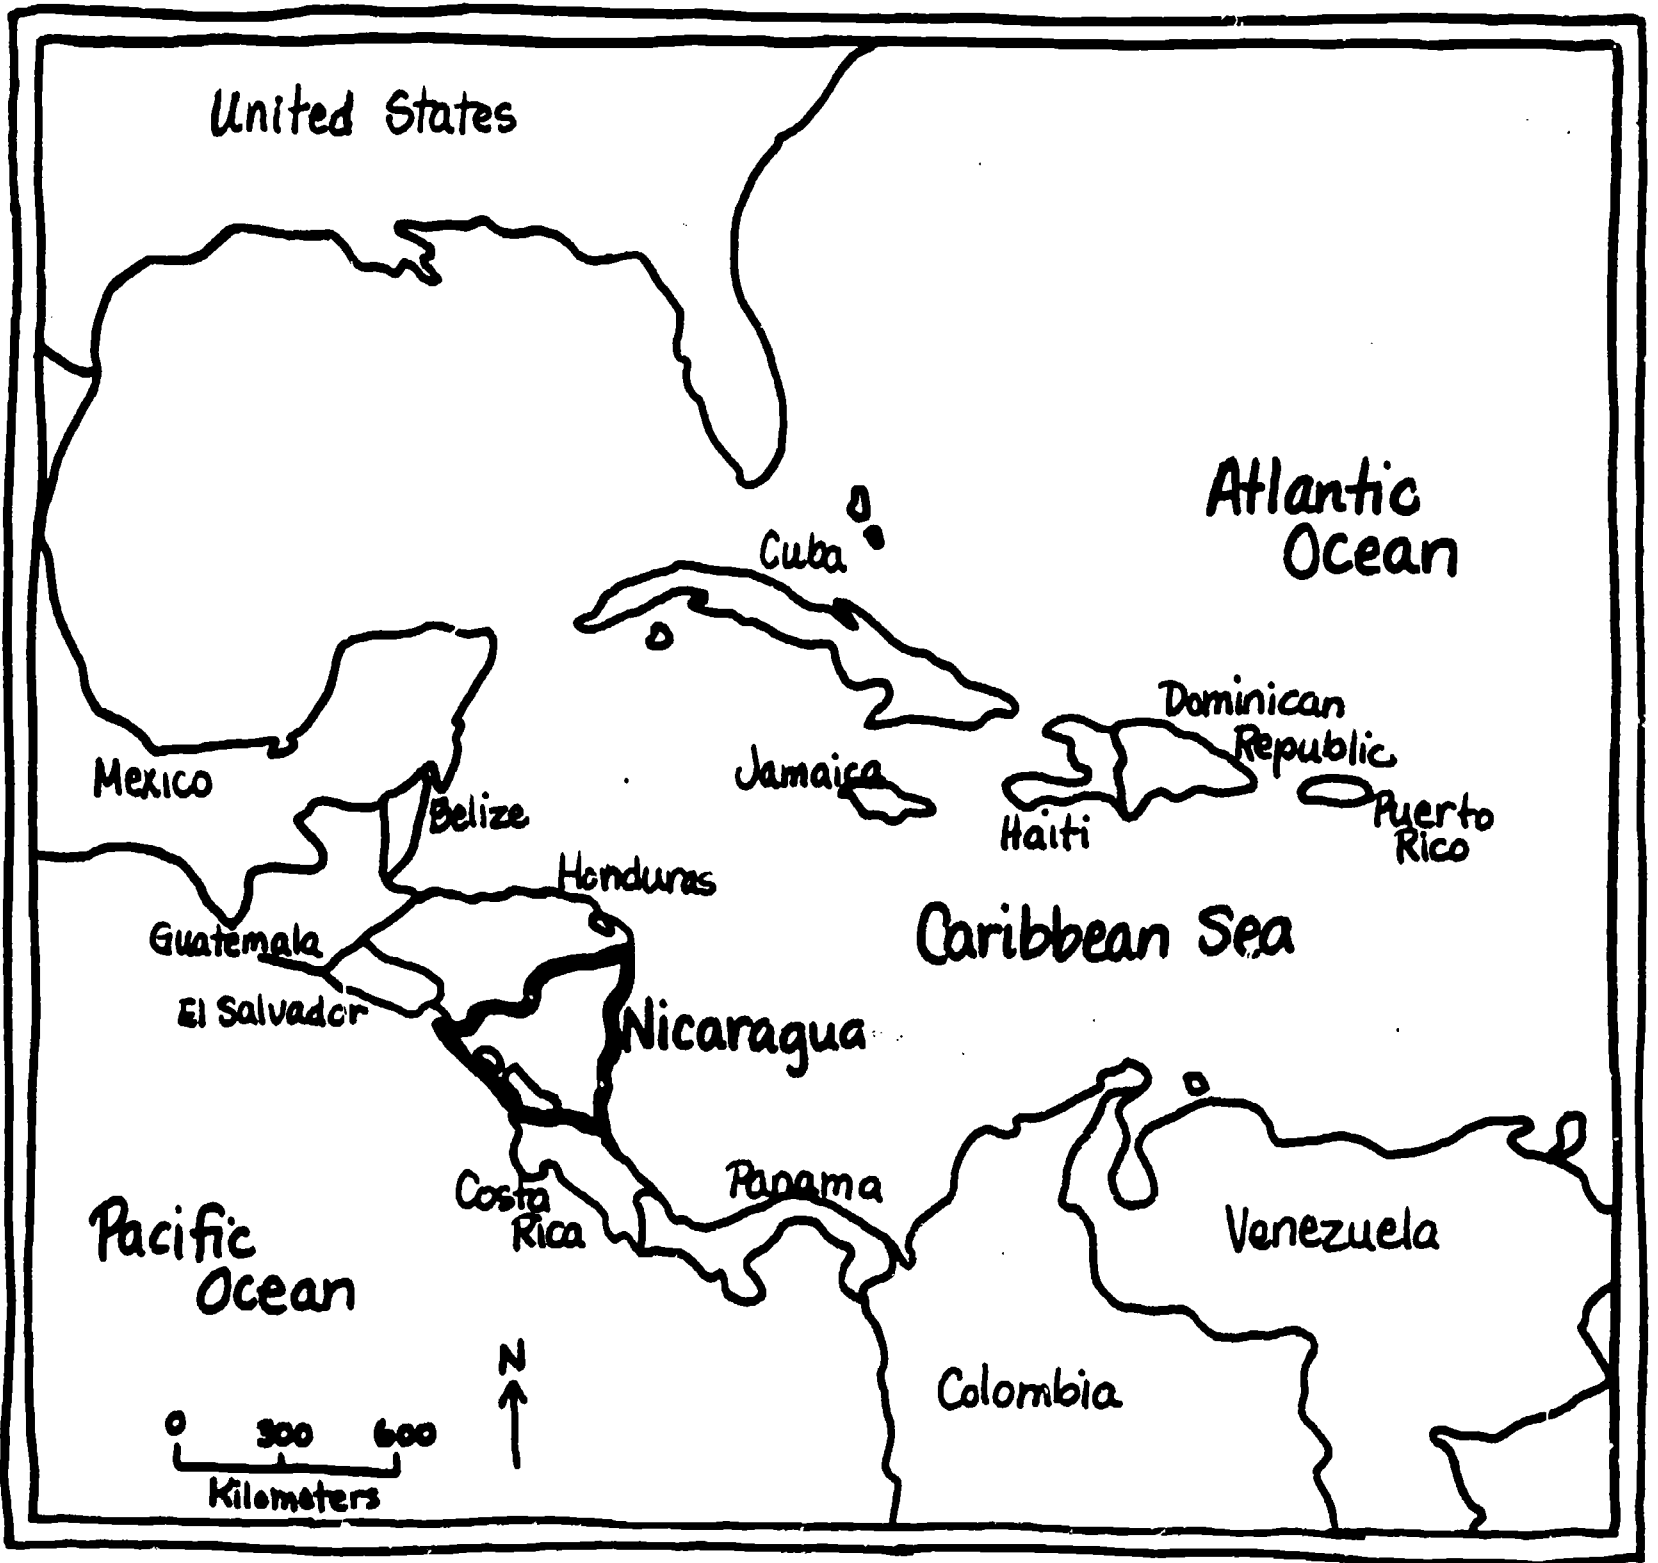 United States
Atlantic
Ocean
Cuba
Dominican
Republic
Jamaica
Mexico
Belize
Haiti
Puerto
Rico
Honduras
Guatemala
Caribbean Sea
El Salvador
Nicaragua
Costa
Rica
Panama
Pacific
Ocean
Venezuela
N
Colombia
0 300 600
Kilometers